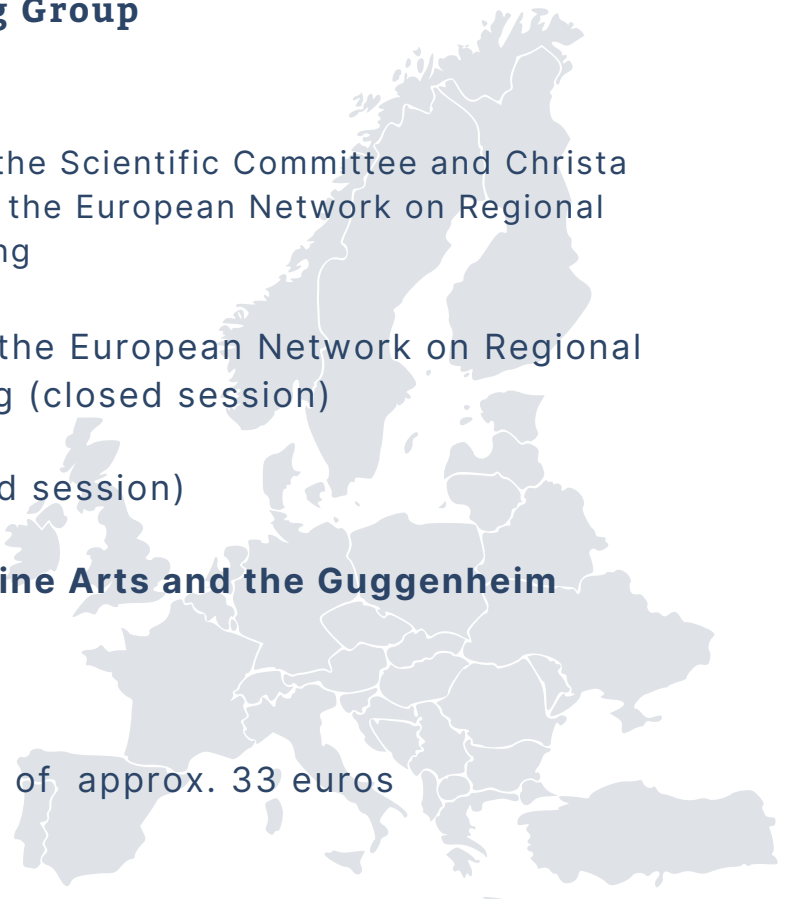 Group
the Scientific Committee and Christa
the European Network on Regional
ng
the European Network on Regional
g (closed session)
d session)
ine Arts and the Guggenheim
of approx. 33 euros